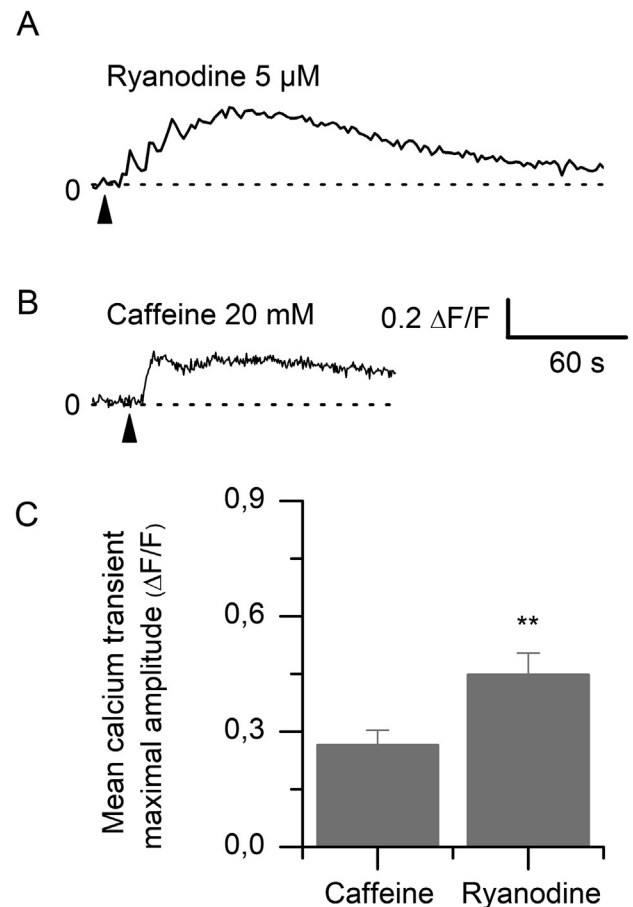 A
Ryanodine 5 µM
0
B
Caffeine 20 mM
0.2 ΔF/F
60 s
0
C
Mean calcium transient
maximal amplitude (ΔF/F)
0,9
0,6
0,3
0,0
**
Caffeine
Ryanodine